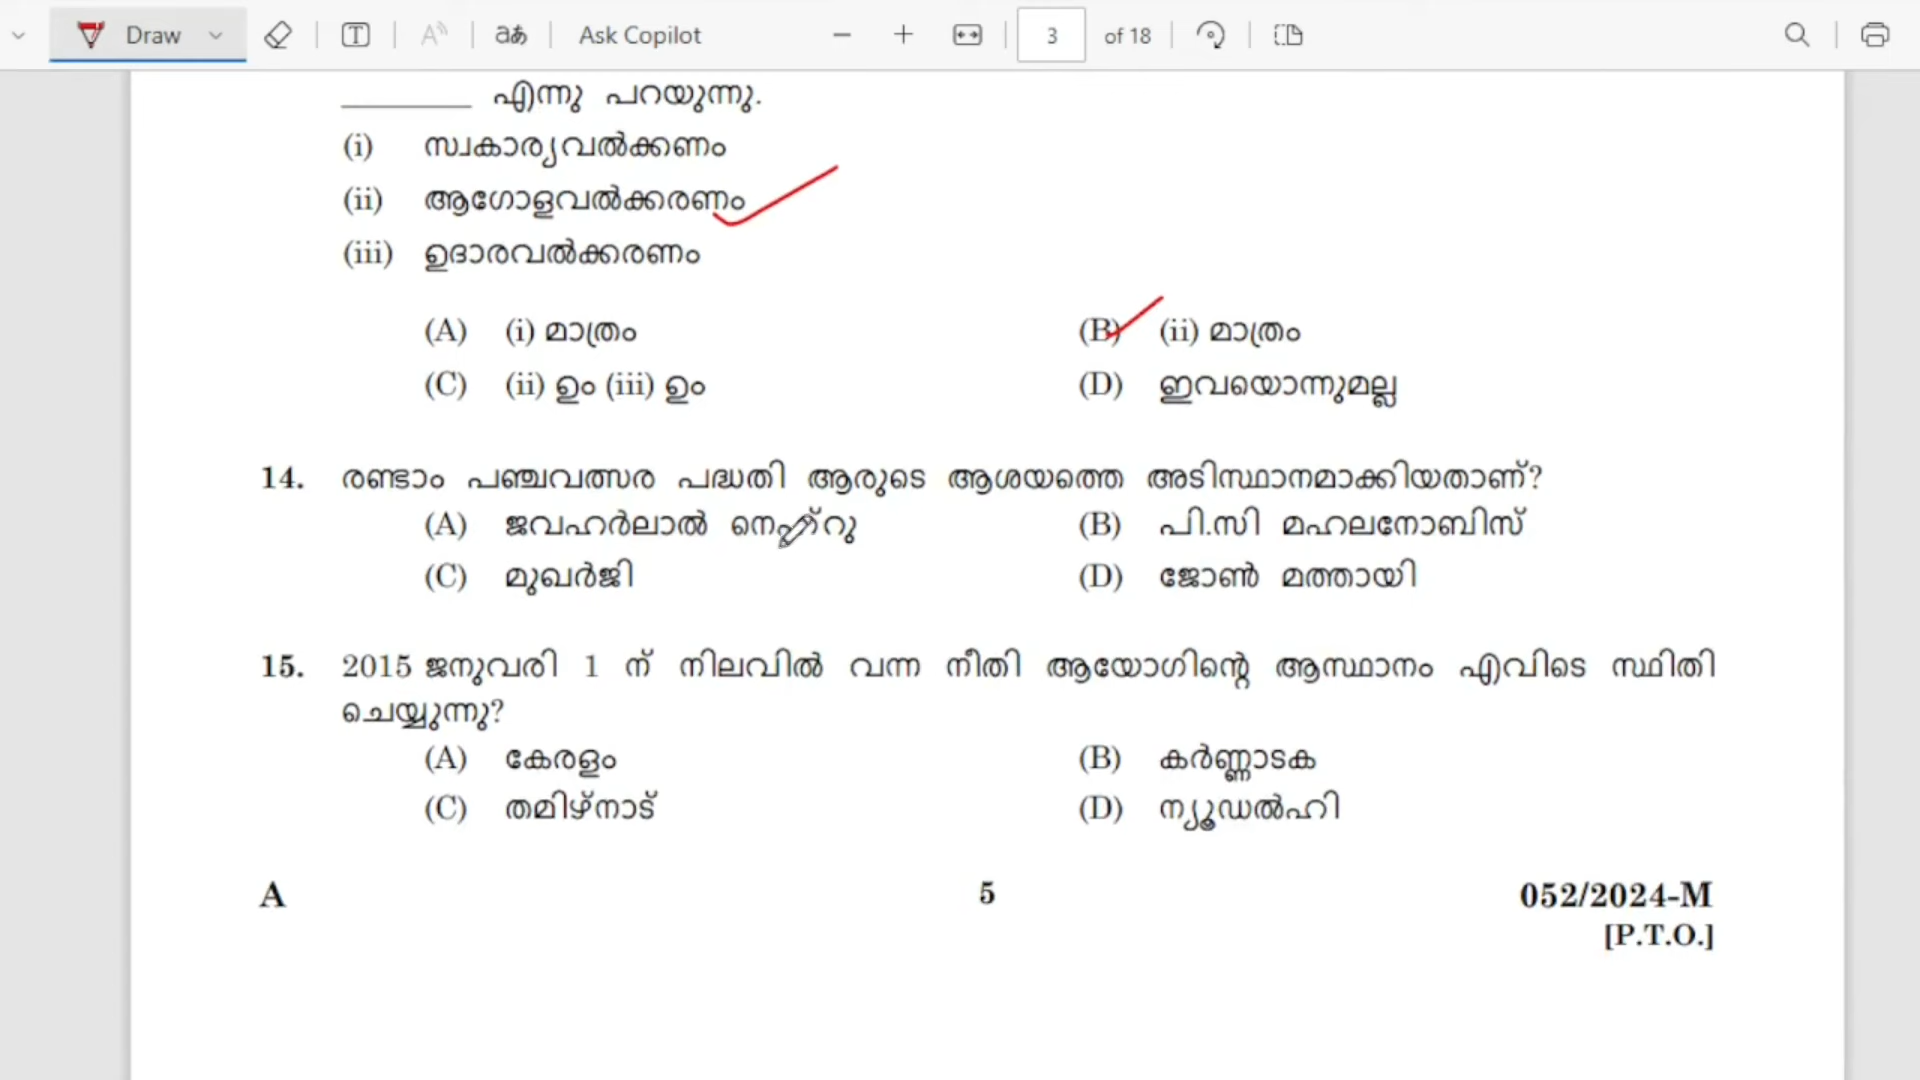 Draw
Ask Copilot
3 of 18
_______ എന്നു പറയുന്നു.
(i) സ്വകാര്യവൽക്കണം
(ii) ആഗോളവൽക്കരണം
(iii) ഉദാരവൽക്കരണം
(A) (i) മാത്രം (B) (ii) മാത്രം
(C) (ii) ഉം (iii) ഉം (D) ഇവയൊന്നുമല്ല
14. രണ്ടാം പഞ്ചവത്സര പദ്ധതി ആരുടെ ആശയത്തെ അടിസ്ഥാനമാക്കിയതാണ്?
(A) ജവഹർലാൽ നെഹ്റു (B) പി.സി മഹലനോബിസ്
(C) മുഖർജി (D) ജോൺ മത്തായി
15. 2015 ജനുവരി 1 ന് നിലവിൽ വന്ന നീതി ആയോഗിന്റെ ആസ്ഥാനം എവിടെ സ്ഥിതി
ചെയ്യുന്നു?
(A) കേരളം (B) കർണ്ണാടക
(C) തമിഴ്നാട് (D) ന്യൂഡൽഹി
A 5 052/2024-M
[P.T.O.]